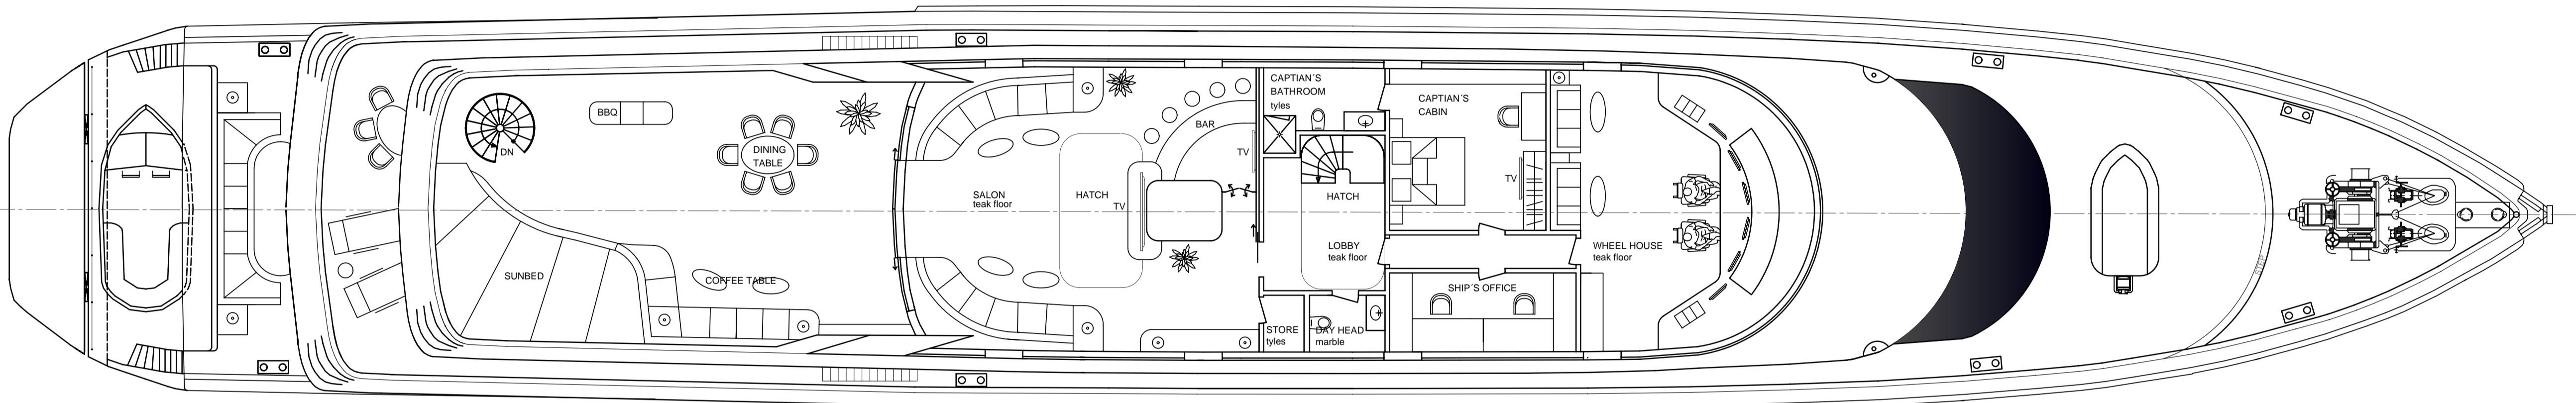 DN
BBQ
DINING
TABLE
SUNBED
COFFEE TABLE
SALON
teak floor
HATCH
TV
BAR
TV
CAPTIAN´S
BATHROOM
tyles
HATCH
LOBBY
teak floor
STORE
tyles
DAY HEAD
marble
CAPTIAN´S
CABIN
TV
SHIP´S OFFICE
WHEEL HOUSE
teak floor
STEP